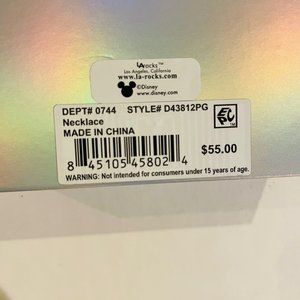 LArocks™
Los Angeles, California
www.la-rocks.com
©Disney
www.disney.com
DEPT# 0744 STYLE# D43812PG
Necklace
MADE IN CHINA
8 45105 45802 4
$55.00
WARNING: Not intended for consumers under 15 years of age.